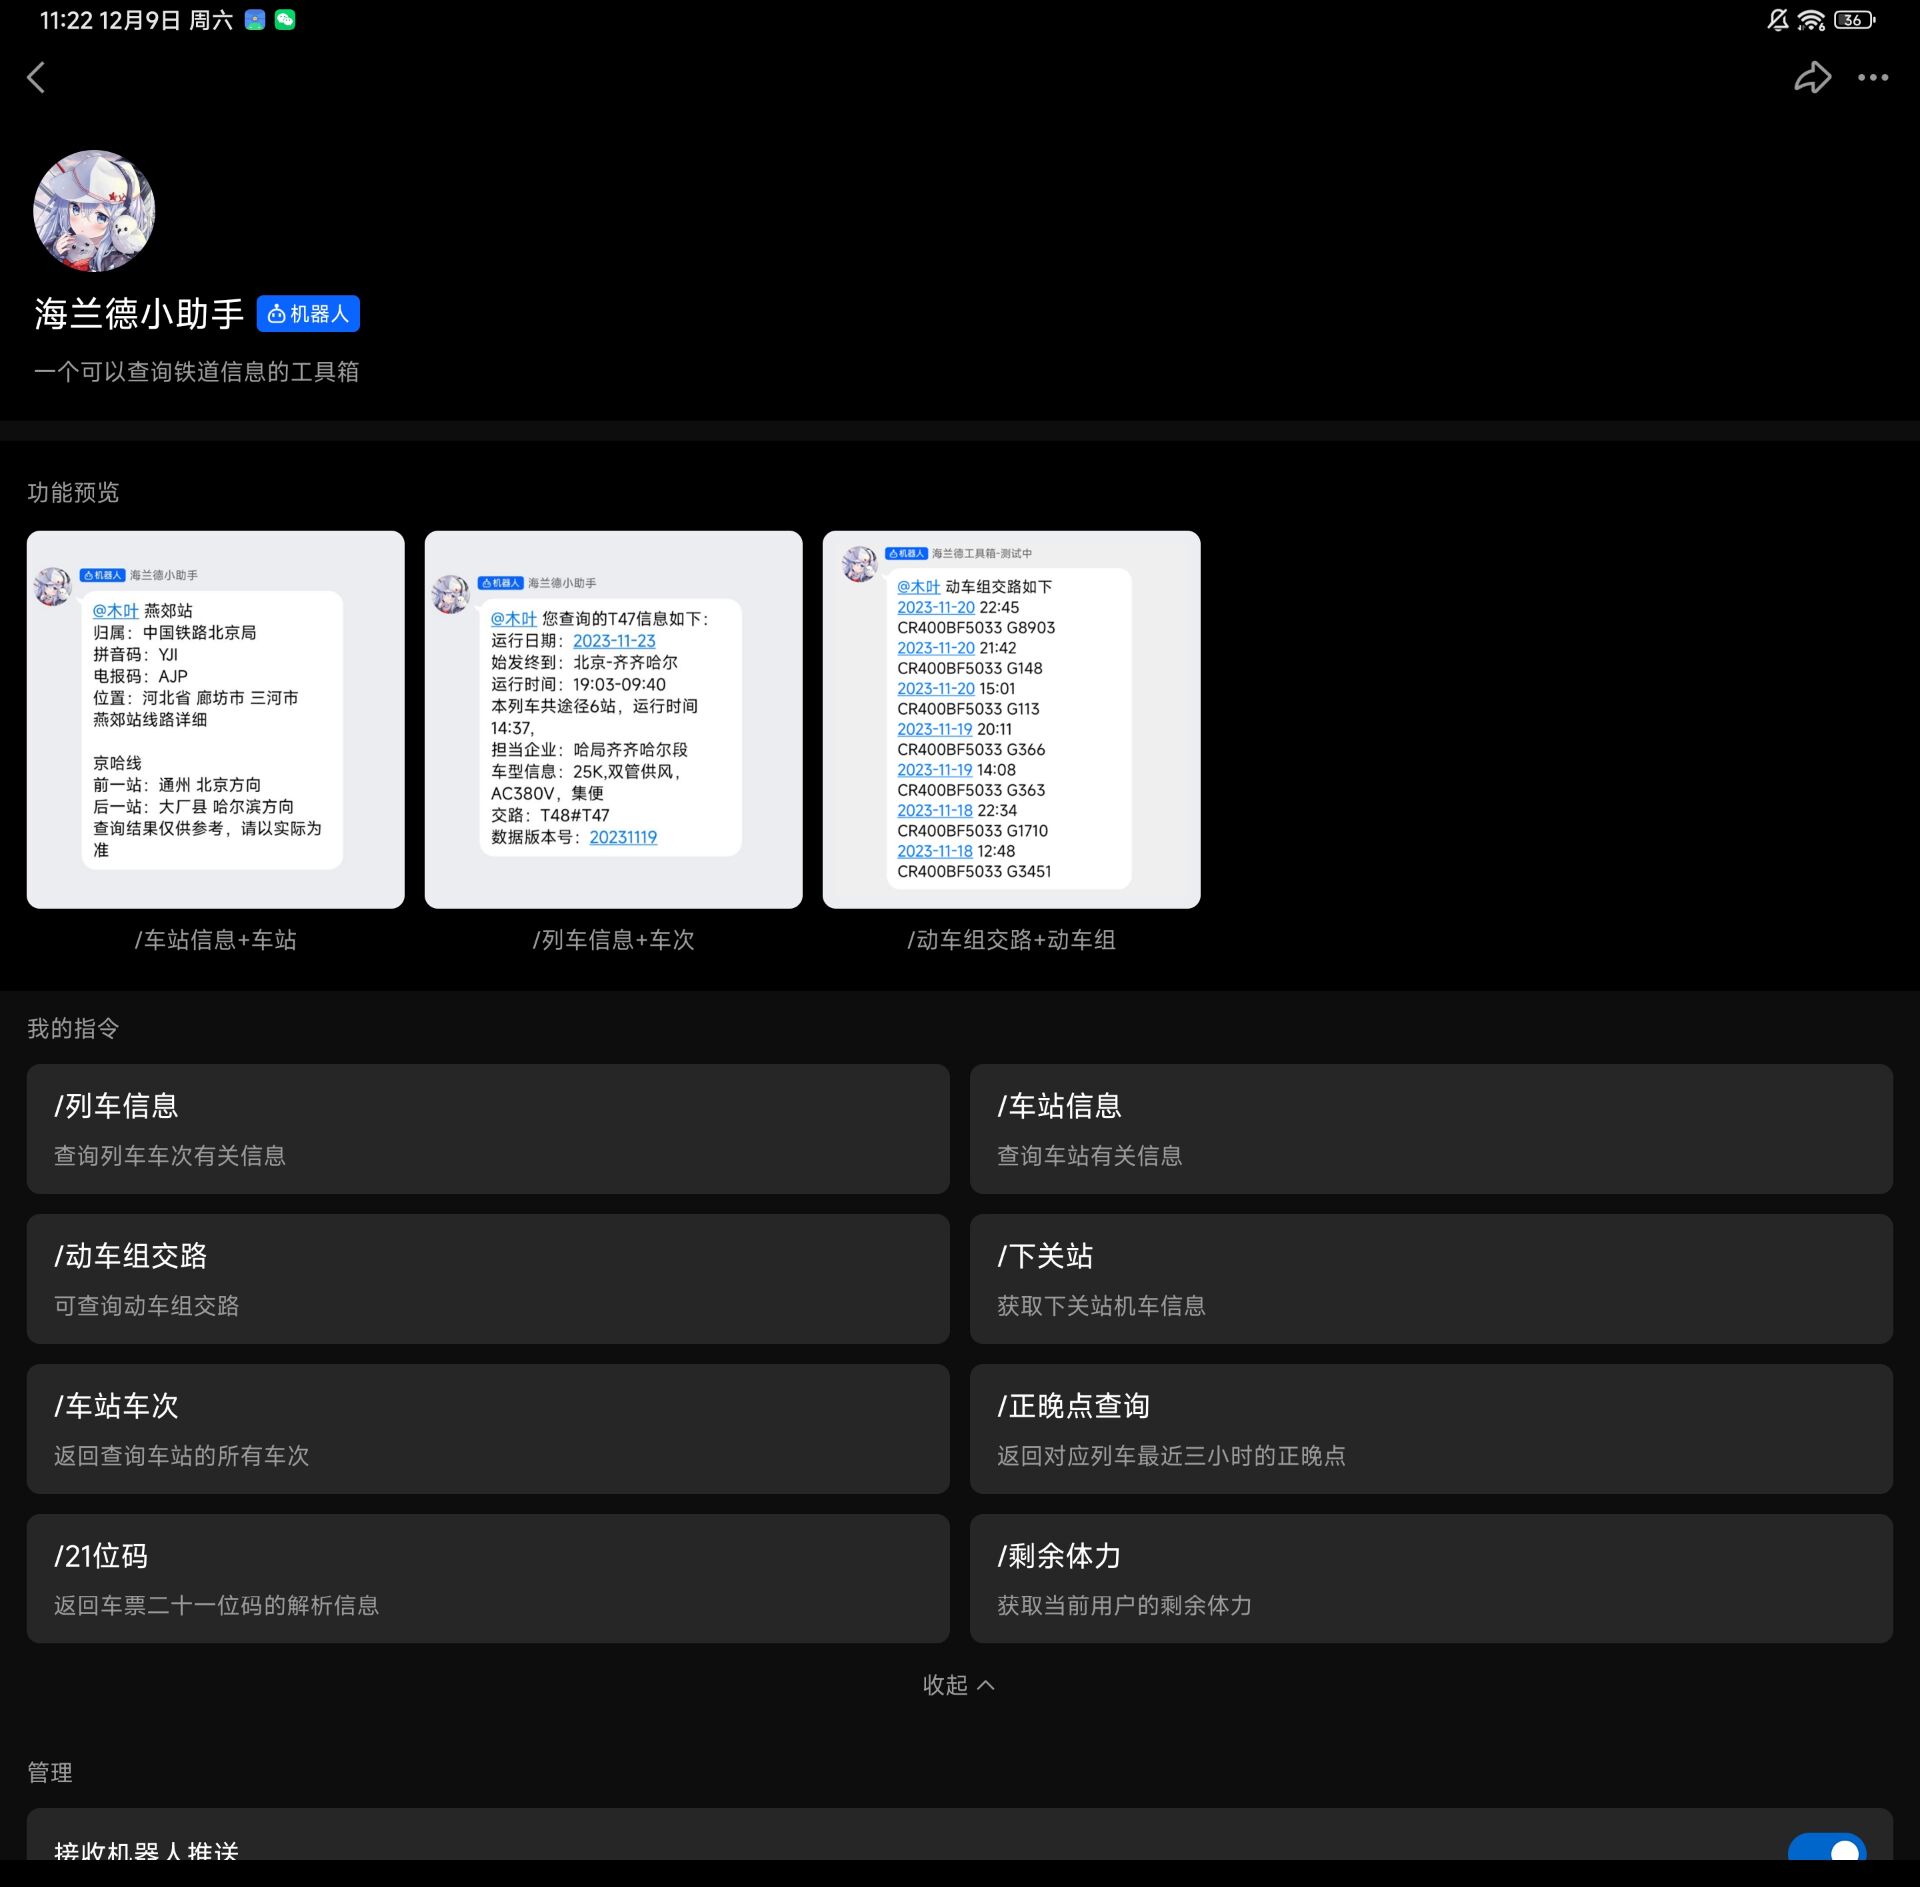 11:22 12月9日 周六
36
海兰德小助手 机器人
一个可以查询铁道信息的工具箱
功能预览
机器人 海兰德小助手
@木叶 燕郊站
归属：中国铁路北京局
拼音码：YJI
电报码：AJP
位置：河北省 廊坊市 三河市
燕郊站线路详细
京哈线
前一站：通州 北京方向
后一站：大厂县 哈尔滨方向
查询结果仅供参考，请以实际为
准
/车站信息+车站
机器人 海兰德小助手
@木叶 您查询的T47信息如下：
运行日期：2023-11-23
始发终到：北京-齐齐哈尔
运行时间：19:03-09:40
本列车共途径6站，运行时间
14:37,
担当企业：哈局齐齐哈尔段
车型信息：25K,双管供风，
AC380V，集便
交路：T48#T47
数据版本号：20231119
/列车信息+车次
机器人 海兰德工具箱-测试中
@木叶 动车组交路如下
2023-11-20 22:45
CR400BF5033 G8903
2023-11-20 21:42
CR400BF5033 G148
2023-11-20 15:01
CR400BF5033 G113
2023-11-19 20:11
CR400BF5033 G366
2023-11-19 14:08
CR400BF5033 G363
2023-11-18 22:34
CR400BF5033 G1710
2023-11-18 12:48
CR400BF5033 G3451
/动车组交路+动车组
我的指令
/列车信息
查询列车车次有关信息
/车站信息
查询车站有关信息
/动车组交路
可查询动车组交路
/下关站
获取下关站机车信息
/车站车次
返回查询车站的所有车次
/正晚点查询
返回对应列车最近三小时的正晚点
/21位码
返回车票二十一位码的解析信息
/剩余体力
获取当前用户的剩余体力
收起
管理
接收机器人推送